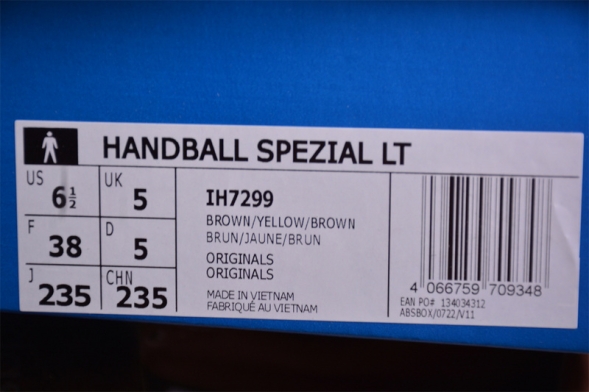 HANDBALL SPEZIAL LT
US 6½ UK 5
F 38 D 5
J 235 CHN 235
IH7299
BROWN/YELLOW/BROWN
BRUN/JAUNE/BRUN
ORIGINALS
ORIGINALS
MADE IN VIETNAM
FABRIQUÉ AU VIETNAM
4 066759 709348
EAN PO# 134034312
ABSBOX/0722/V11